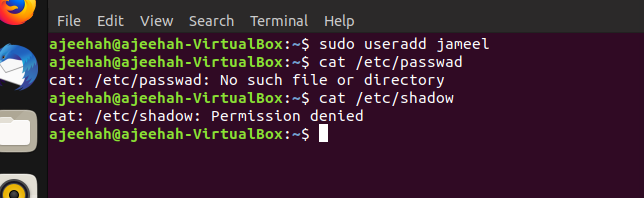 File Edit View Search Terminal Help
ajeehah@ajeehah-VirtualBox:~$ sudo useradd jameel
ajeehah@ajeehah-VirtualBox:~$ cat /etc/passwad
cat: /etc/passwad: No such file or directory
ajeehah@ajeehah-VirtualBox:~$ cat /etc/shadow
cat: /etc/shadow: Permission denied
ajeehah@ajeehah-VirtualBox:~$